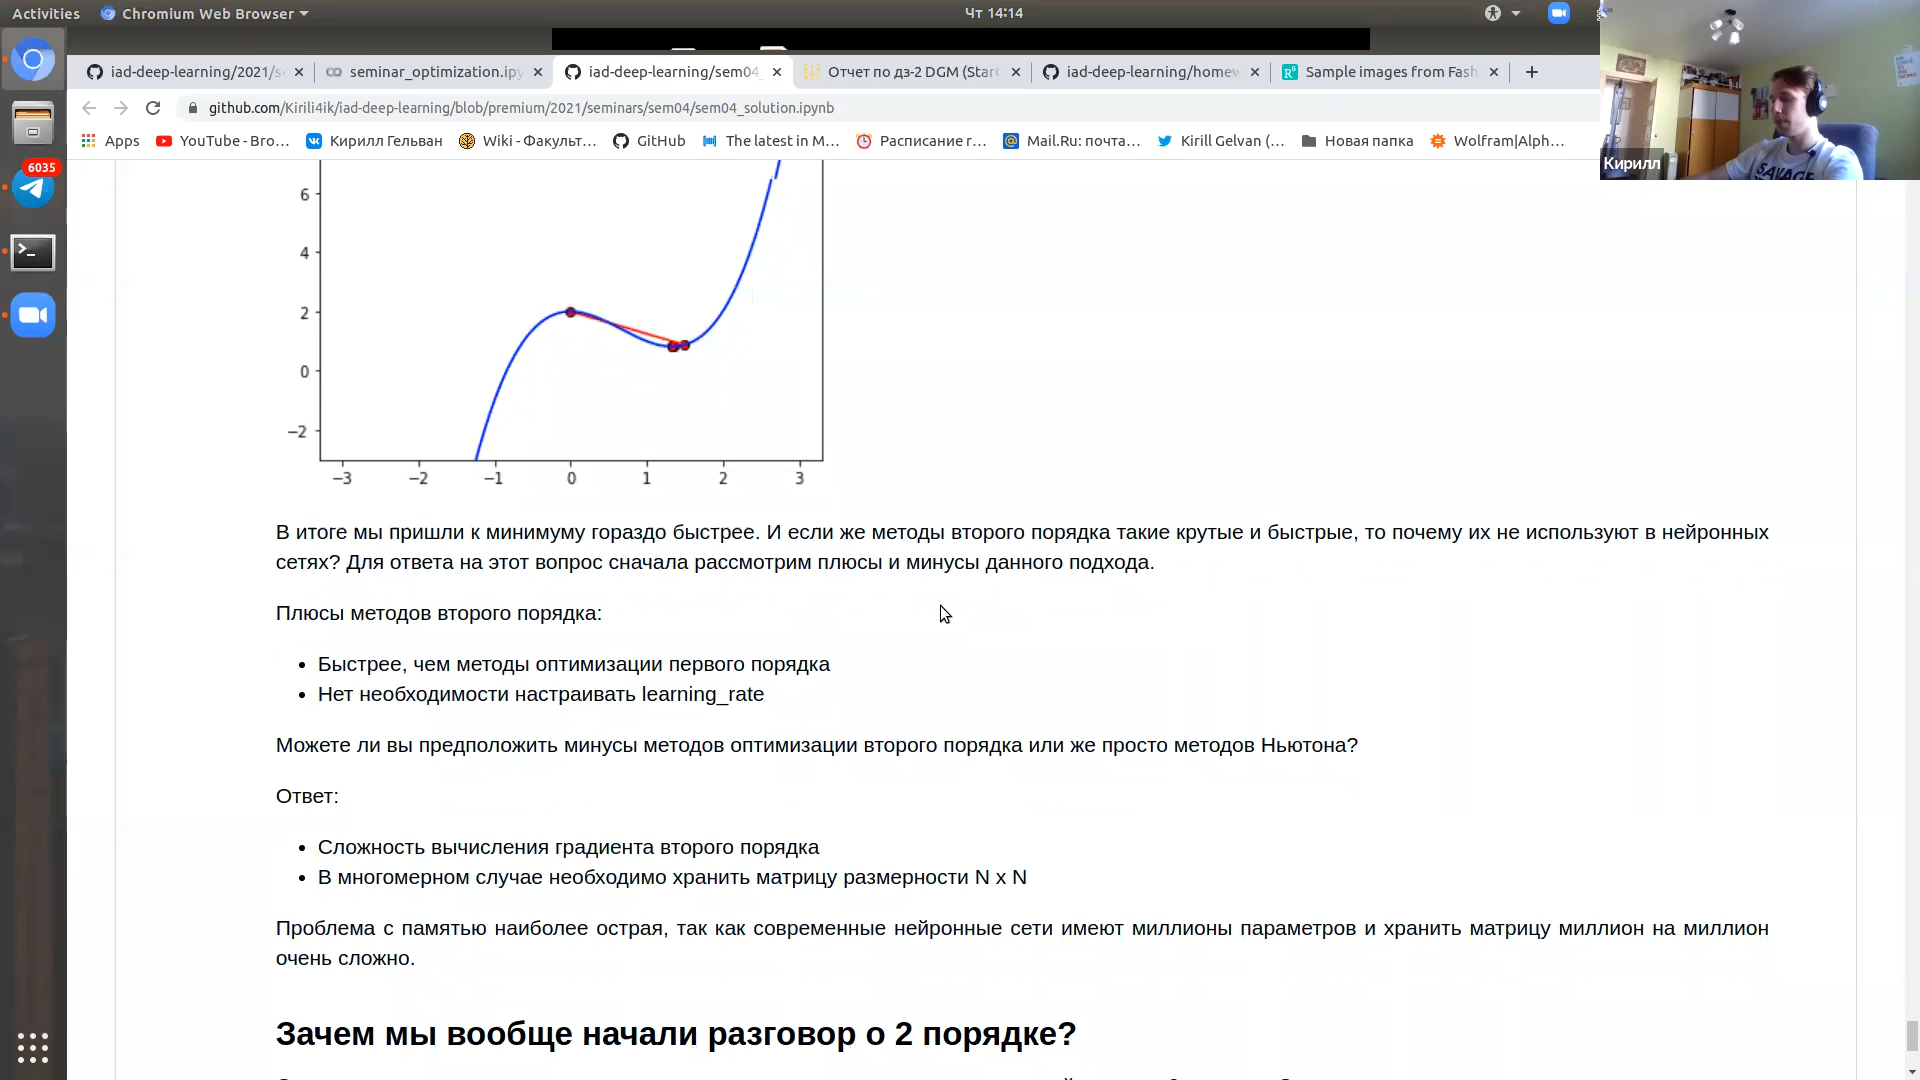 Activities
Chromium Web Browser
Чт 14:14
iad-deep-learning/2021/s
seminar_optimization.ipy
iad-deep-learning/sem04
Отчет по дз-2 DGM (StarG
iad-deep-learning/homew
Sample images from Fash
github.com/Kirili4ik/iad-deep-learning/blob/premium/2021/seminars/sem04/sem04_solution.ipynb
Apps
YouTube - Bro…
Кирилл Гельван
Wiki - Факульт…
GitHub
The latest in M…
Расписание г…
Mail.Ru: почта…
Kirill Gelvan (…
Новая папка
Wolfram|Alph…
Кирилл
SAVAGE
6035
6
4
2
0
−2
−3 −2 −1 0 1 2 3
В итоге мы пришли к минимуму гораздо быстрее. И если же методы второго порядка такие крутые и быстрые, то почему их не используют в нейронных
сетях? Для ответа на этот вопрос сначала рассмотрим плюсы и минусы данного подхода.
Плюсы методов второго порядка:
• Быстрее, чем методы оптимизации первого порядка
• Нет необходимости настраивать learning_rate
Можете ли вы предположить минусы методов оптимизации второго порядка или же просто методов Ньютона?
Ответ:
• Сложность вычисления градиента второго порядка
• В многомерном случае необходимо хранить матрицу размерности N x N
Проблема с памятью наиболее острая, так как современные нейронные сети имеют миллионы параметров и хранить матрицу миллион на миллион
очень сложно.
Зачем мы вообще начали разговор о 2 порядке?